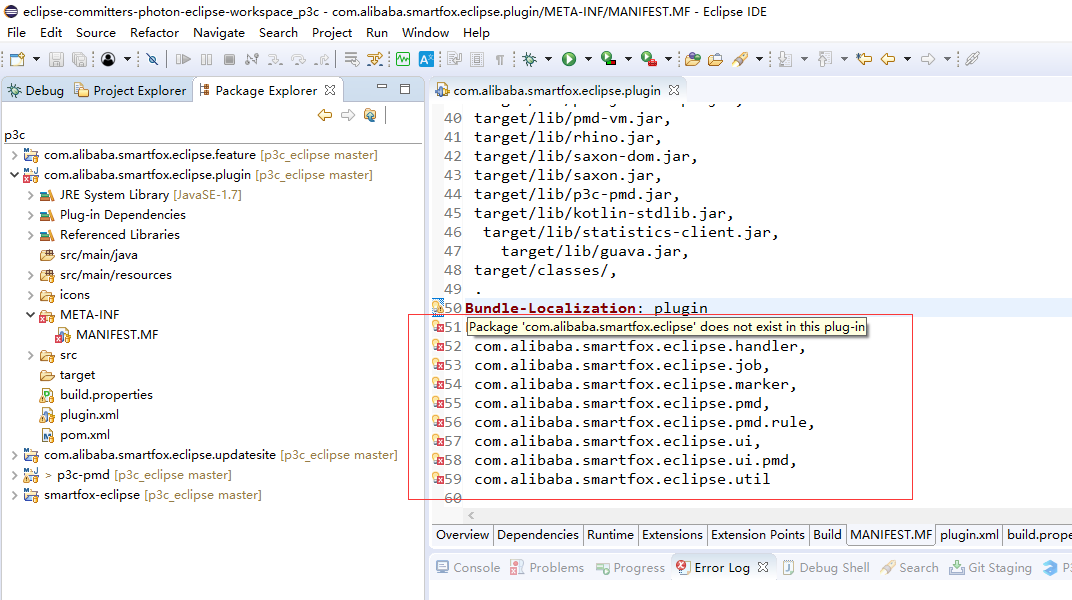 eclipse-committers-photon-eclipse-workspace_p3c - com.alibaba.smartfox.eclipse.plugin/META-INF/MANIFEST.MF - Eclipse IDE
File Edit Source Refactor Navigate Search Project Run Window Help
Debug Project Explorer Package Explorer
com.alibaba.smartfox.eclipse.plugin
p3c
com.alibaba.smartfox.eclipse.feature [p3c_eclipse master]
com.alibaba.smartfox.eclipse.plugin [p3c_eclipse master]
JRE System Library [JavaSE-1.7]
Plug-in Dependencies
Referenced Libraries
src/main/java
src/main/resources
icons
META-INF
MANIFEST.MF
src
target
build.properties
plugin.xml
pom.xml
com.alibaba.smartfox.eclipse.updatesite [p3c_eclipse master]
> p3c-pmd [p3c_eclipse master]
smartfox-eclipse [p3c_eclipse master]
40 target/lib/pmd-vm.jar,
41 target/lib/rhino.jar,
42 target/lib/saxon-dom.jar,
43 target/lib/saxon.jar,
44 target/lib/p3c-pmd.jar,
45 target/lib/kotlin-stdlib.jar,
46 target/lib/statistics-client.jar,
47 target/lib/guava.jar,
48 target/classes/,
49 .
50 Bundle-Localization: plugin
51 Package 'com.alibaba.smartfox.eclipse' does not exist in this plug-in
52 com.alibaba.smartfox.eclipse.handler,
53 com.alibaba.smartfox.eclipse.job,
54 com.alibaba.smartfox.eclipse.marker,
55 com.alibaba.smartfox.eclipse.pmd,
56 com.alibaba.smartfox.eclipse.pmd.rule,
57 com.alibaba.smartfox.eclipse.ui,
58 com.alibaba.smartfox.eclipse.ui.pmd,
59 com.alibaba.smartfox.eclipse.util
60
Overview Dependencies Runtime Extensions Extension Points Build MANIFEST.MF plugin.xml build.prope
Console Problems Progress Error Log Debug Shell Search Git Staging